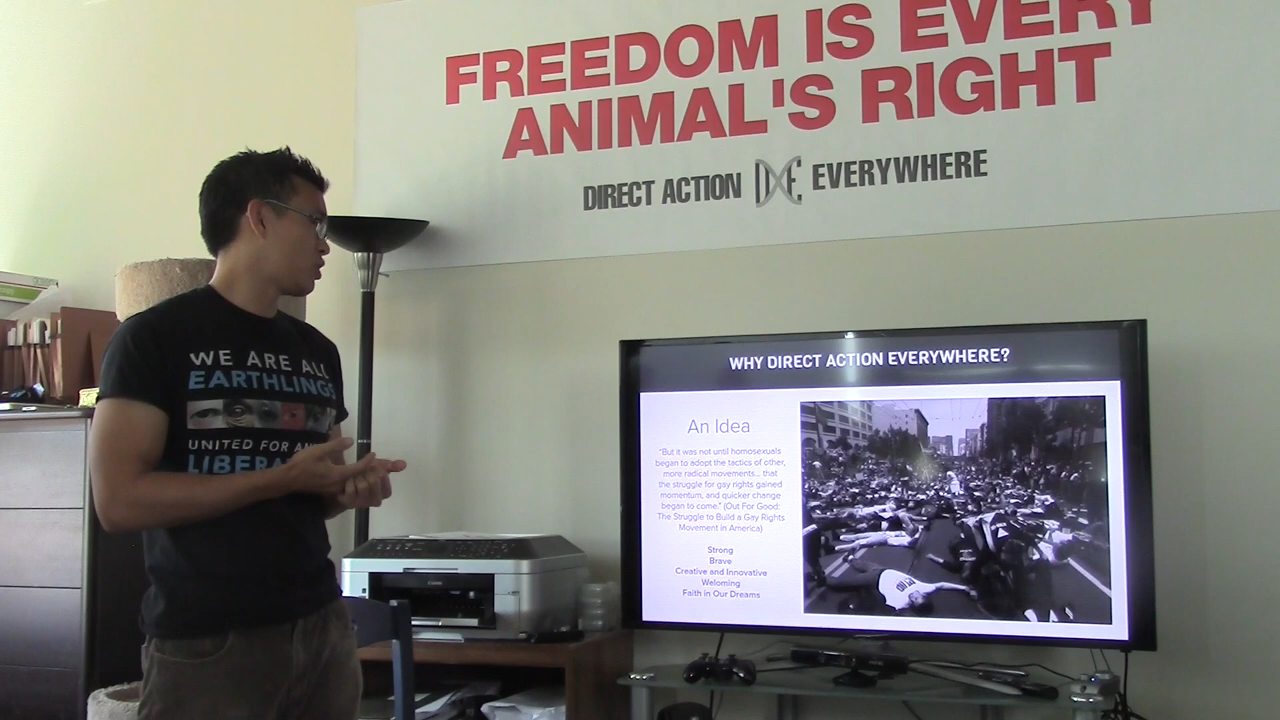 FREEDOM IS EVERY
ANIMAL'S RIGHT
DIRECT ACTION DXE EVERYWHERE
WE ARE ALL
EARTHLINGS
UNITED FOR
LIBERA
WHY DIRECT ACTION EVERYWHERE?
An Idea
"But it was not until homosexuals
began to adopt the tactics of other,
more radical movements... that
the struggle for gay rights gained
momentum, and quicker change
began to come." (Out For Good:
The Struggle to Build a Gay Rights
Movement in America)
Strong
Brave
Creative and Innovative
Weloming
Faith in Our Dreams
Canon